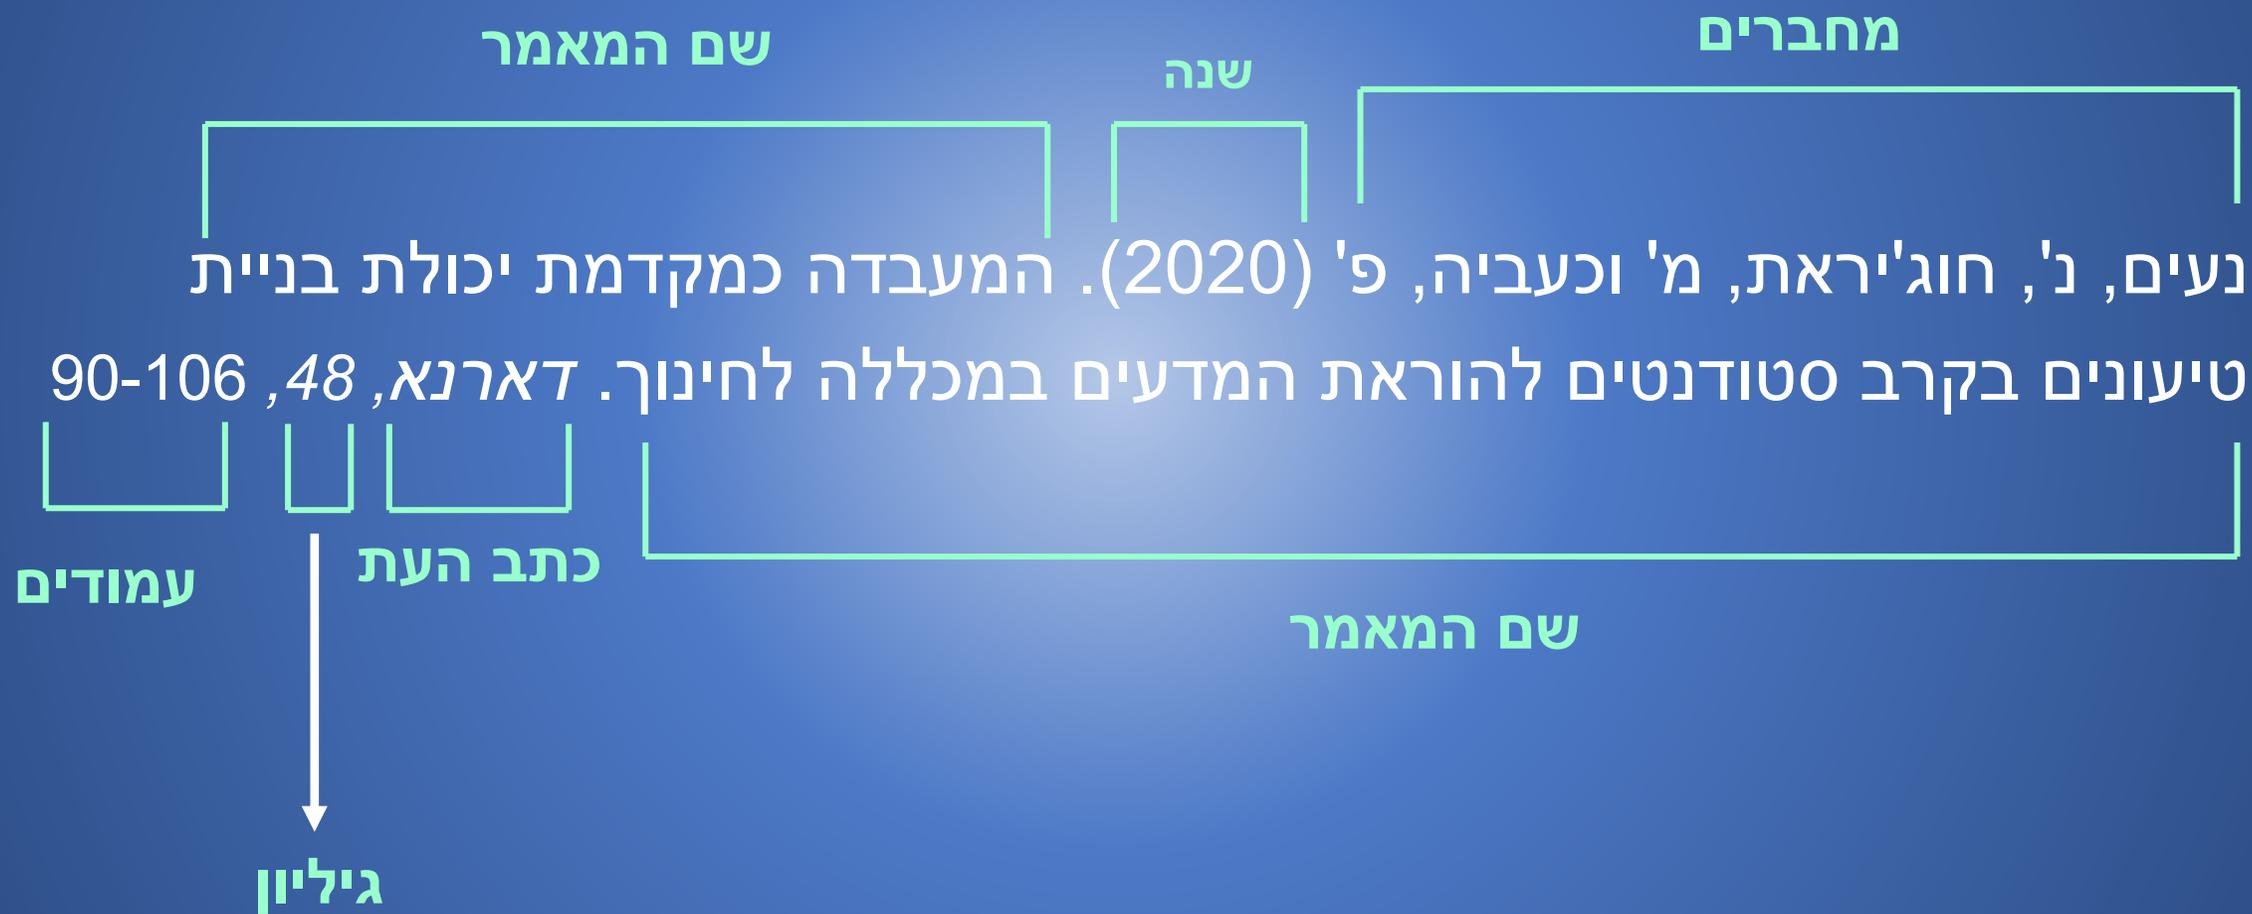 מחברים
שנה
שם המאמר
נעים, נ', חוג'יראת, מ' וכעביה, פ' (2020). המעבדה כמקדמת יכולת בניית
טיעונים בקרב סטודנטים להוראת המדעים במכללה לחינוך. דארנא, 48, 90-106
כתב העת
עמודים
שם המאמר
גיליון